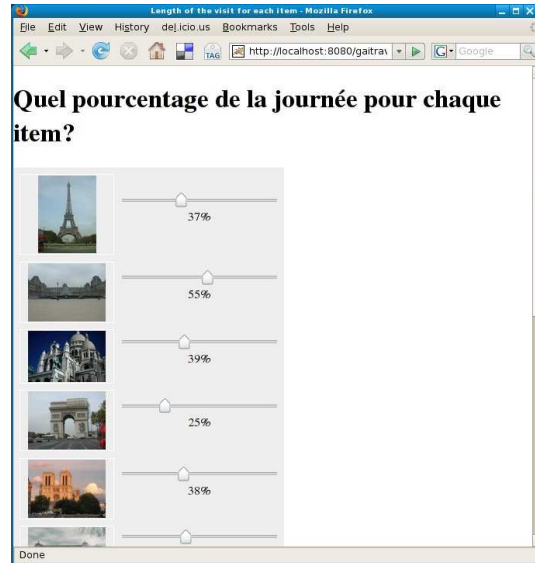 Length of the visit for each item - Mozilla Firefox
File Edit View History del.icio.us Bookmarks Tools Help
TAG http://localhost:8080/gaitrav G Google
Quel pourcentage de la journée pour chaque
item?
37%
55%
39%
25%
38%
Done